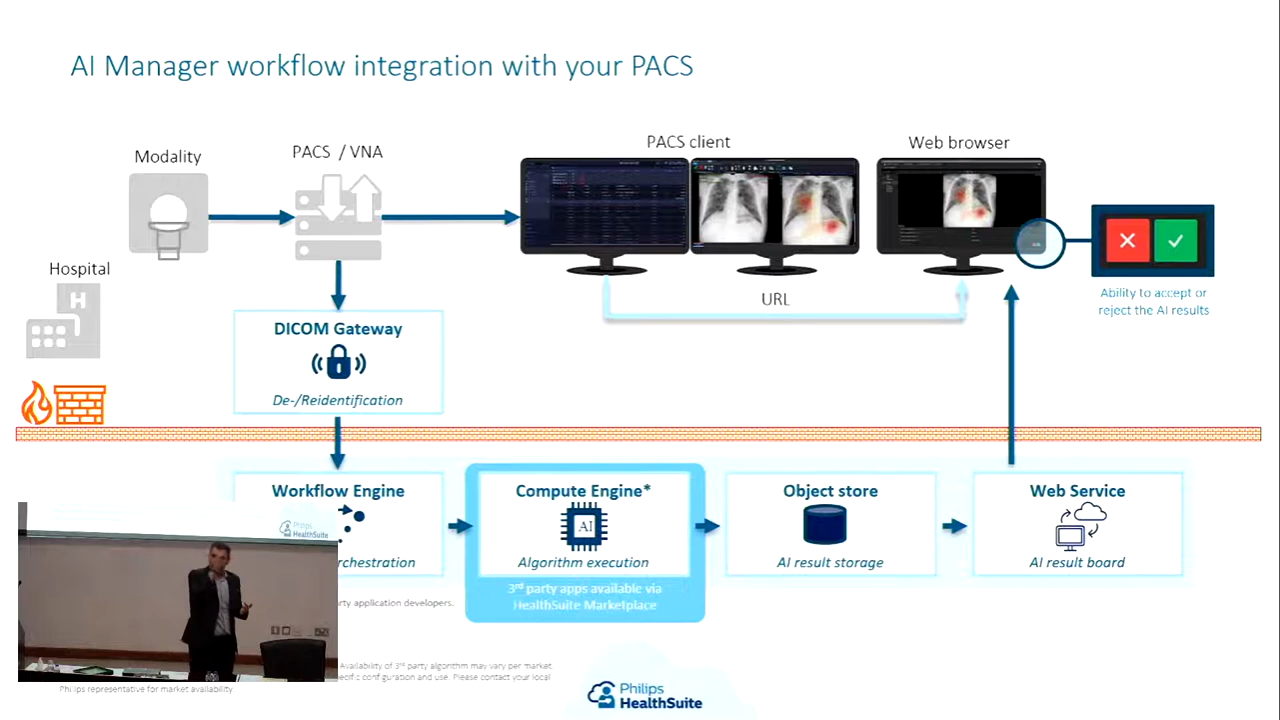 AI Manager workflow integration with your PACS
Modality
PACS / VNA
PACS client
Web browser
Hospital
H
URL
Ability to accept or
reject the AI results
DICOM Gateway
De-/Reidentification
Workflow Engine
rchestration
Compute Engine*
AI
Algorithm execution
3rd party apps available via
HealthSuite Marketplace
Object store
AI result storage
Web Service
AI result board
Philips
HealthSuite
arty application developers.
Availability of 3rd party algorithm may vary per market.
configuration and use. Please contact your local
Philips representative for market availability.
Philips
HealthSuite